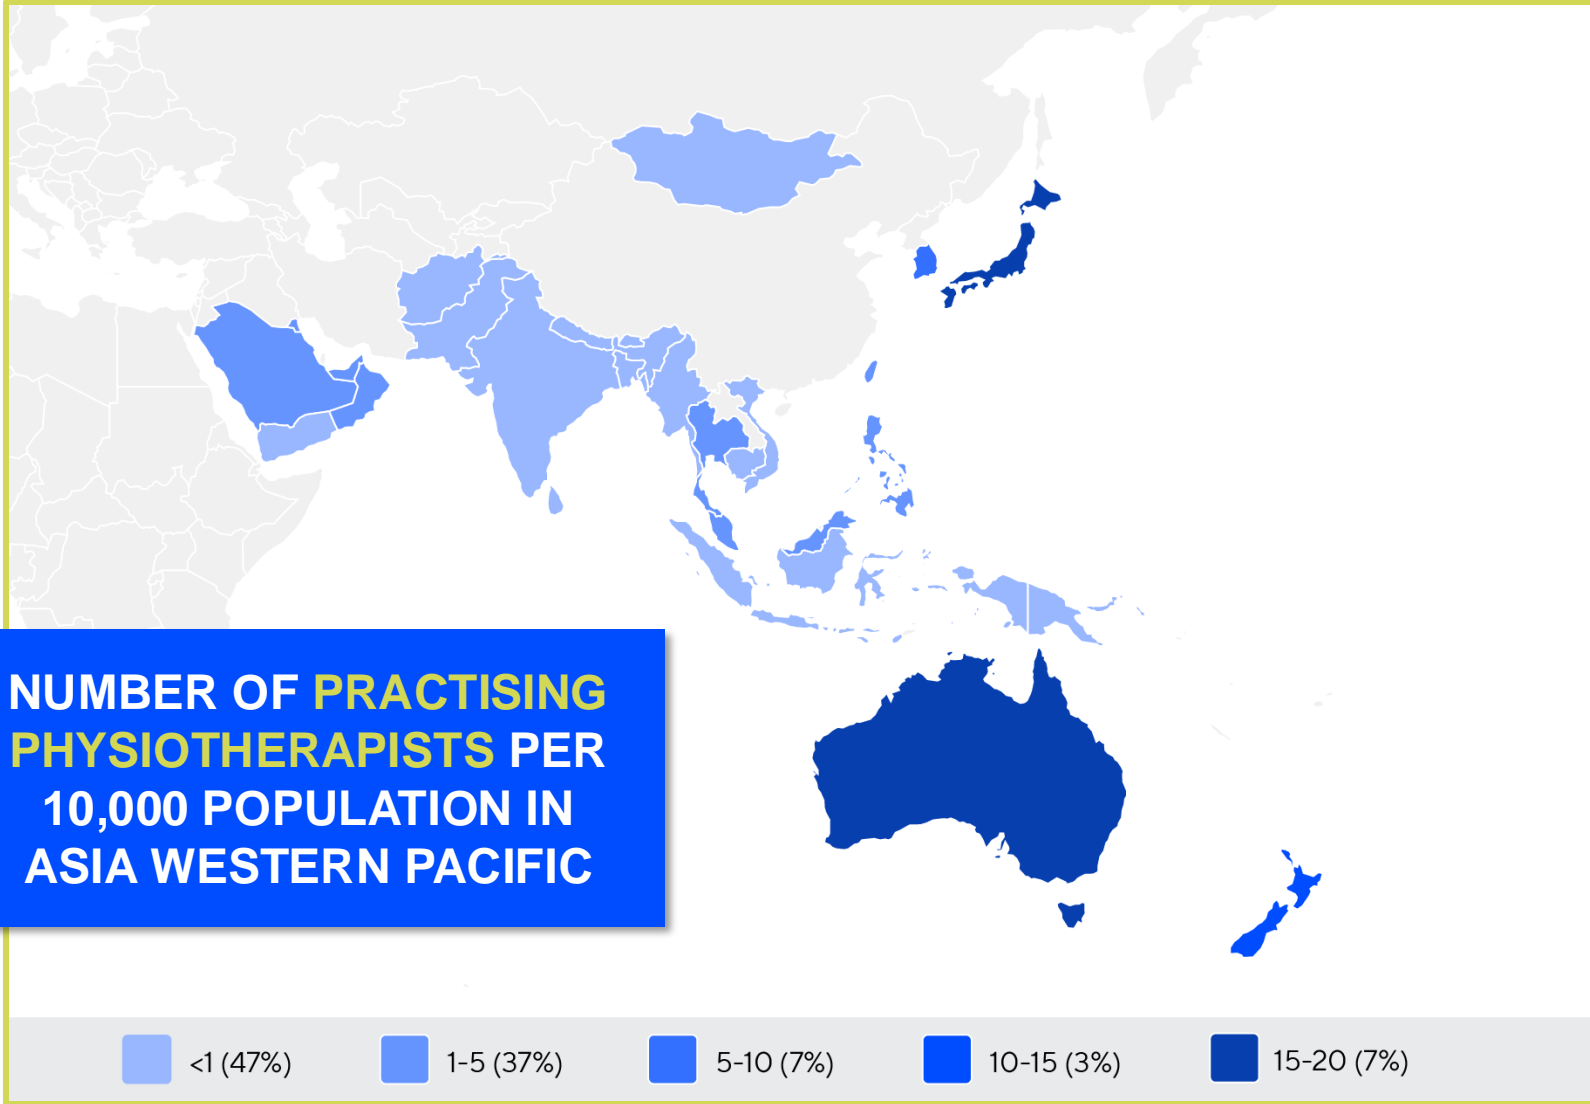 NUMBER OF PRACTISING
PHYSIOTHERAPISTS PER
10,000 POPULATION IN
ASIA WESTERN PACIFIC
<1 (47%)
1-5 (37%)
5-10 (7%)
10-15 (3%)
15-20 (7%)